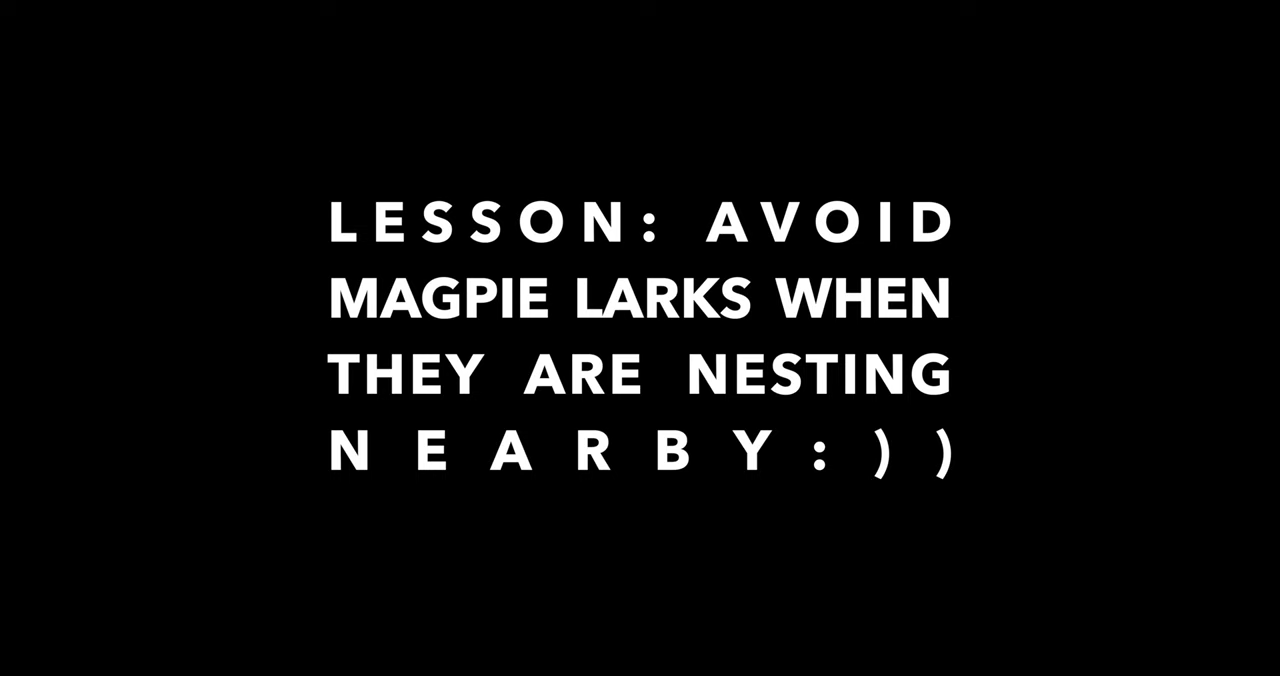 LESSON: AVOID
MAGPIE LARKS WHEN
THEY ARE NESTING
NEARBY:))